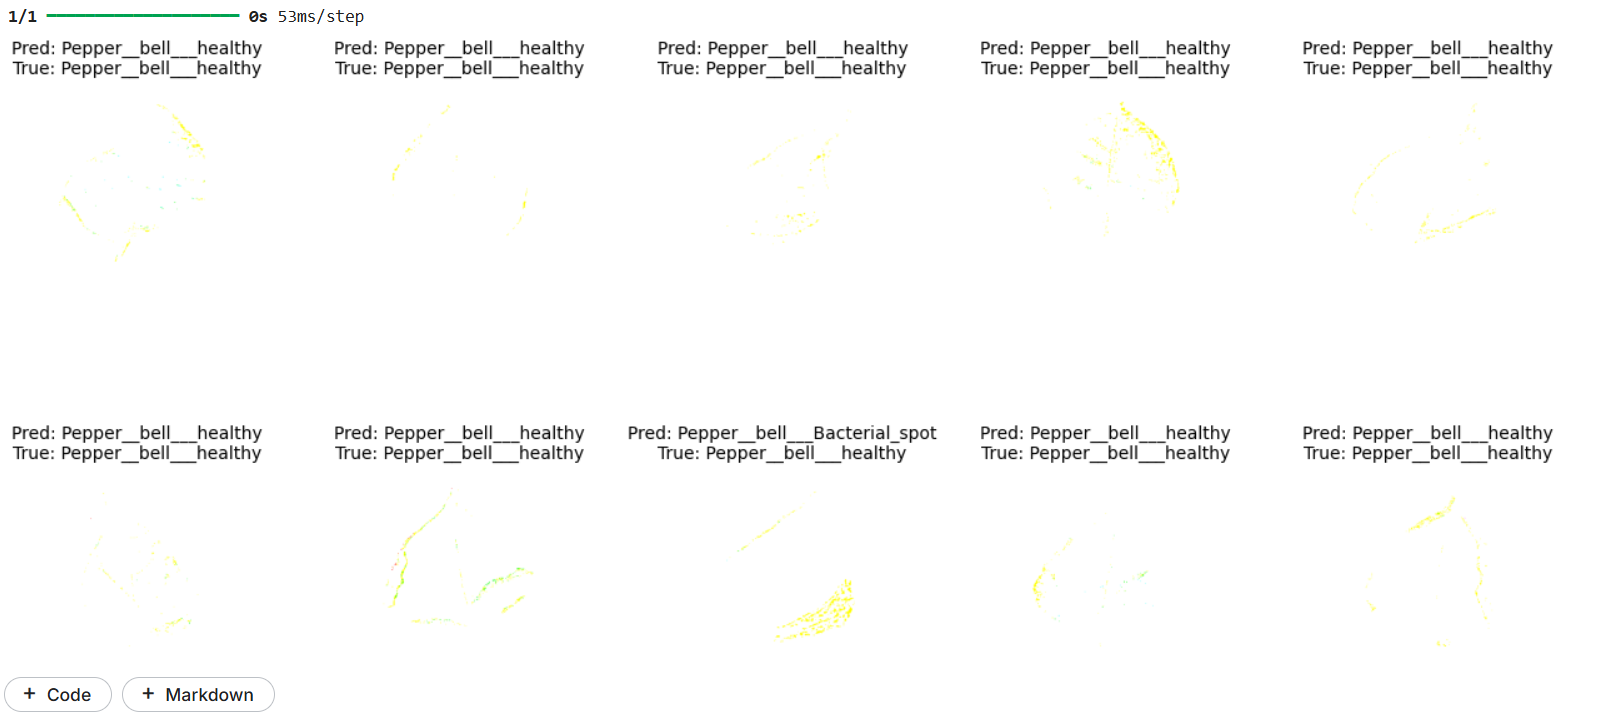 1/1 ━━━━━━━━━━━━━━━━━━━━ 0s 53ms/step
Pred: Pepper__bell___healthy
True: Pepper__bell___healthy
Pred: Pepper__bell___healthy
True: Pepper__bell___healthy
Pred: Pepper__bell___healthy
True: Pepper__bell___healthy
Pred: Pepper__bell___healthy
True: Pepper__bell___healthy
Pred: Pepper__bell___healthy
True: Pepper__bell___healthy
Pred: Pepper__bell___healthy
True: Pepper__bell___healthy
Pred: Pepper__bell___healthy
True: Pepper__bell___healthy
Pred: Pepper__bell___Bacterial_spot
True: Pepper__bell___healthy
Pred: Pepper__bell___healthy
True: Pepper__bell___healthy
Pred: Pepper__bell___healthy
True: Pepper__bell___healthy
+ Code
+ Markdown